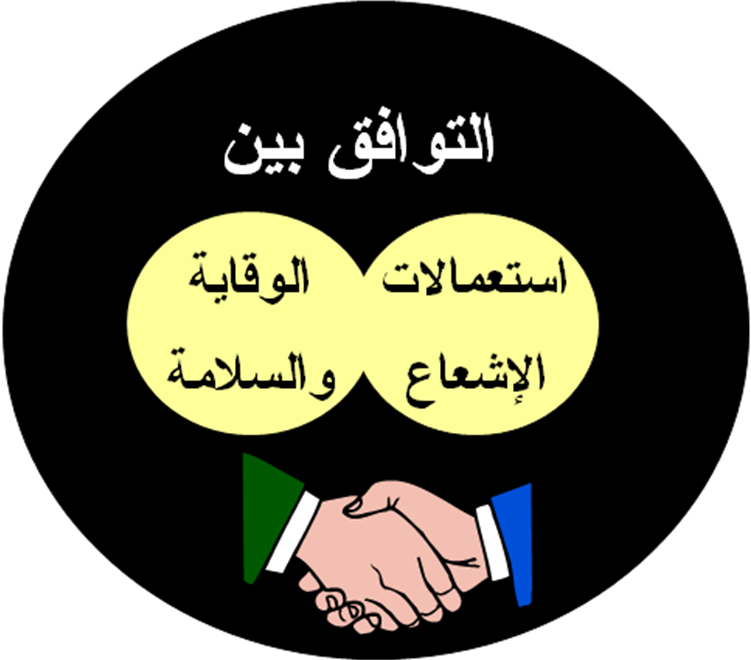 التوافق بين
استعمالات
الإشعاع
الوقاية
والسلامة